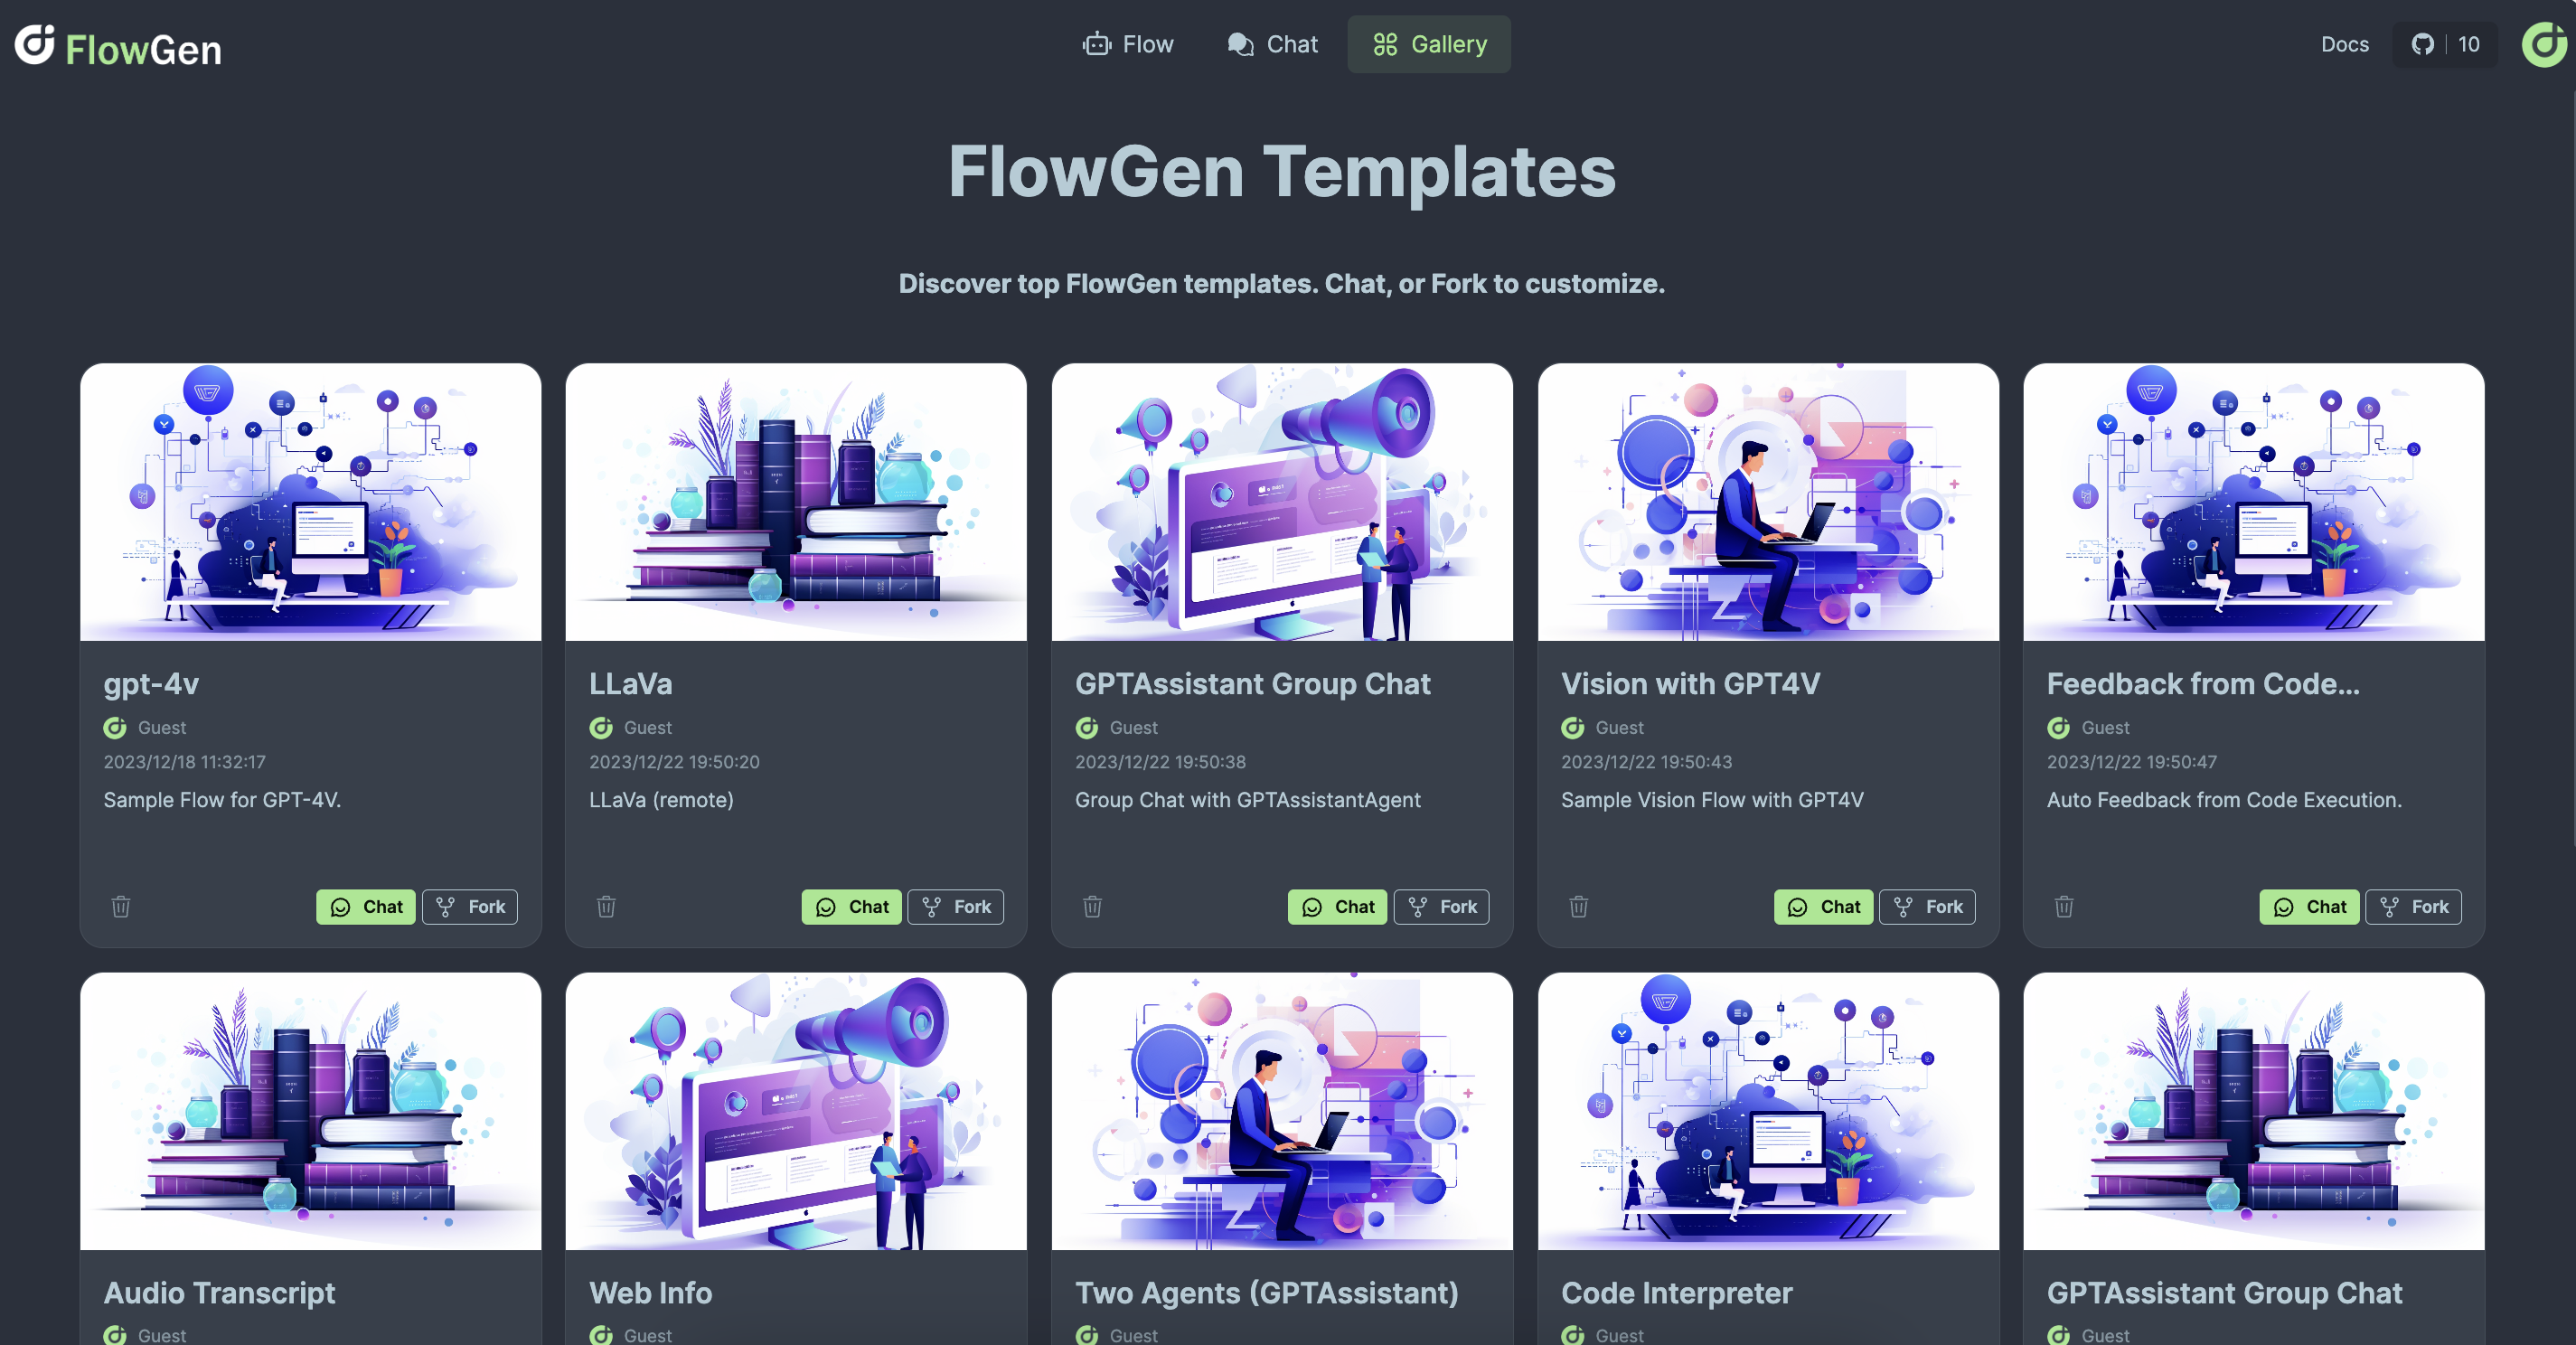 FlowGen
Flow
Chat
Gallery
Docs
10
FlowGen Templates
Discover top FlowGen templates. Chat, or Fork to customize.
gpt-4v
Guest
2023/12/18 11:32:17
Sample Flow for GPT-4V.
Chat
Fork
LLaVa
Guest
2023/12/22 19:50:20
LLaVa (remote)
Chat
Fork
GPTAssistant Group Chat
Guest
2023/12/22 19:50:38
Group Chat with GPTAssistantAgent
Chat
Fork
Vision with GPT4V
Guest
2023/12/22 19:50:43
Sample Vision Flow with GPT4V
Chat
Fork
Feedback from Code...
Guest
2023/12/22 19:50:47
Auto Feedback from Code Execution.
Chat
Fork
Audio Transcript
Guest
Web Info
Guest
Two Agents (GPTAssistant)
Guest
Code Interpreter
Guest
GPTAssistant Group Chat
Guest